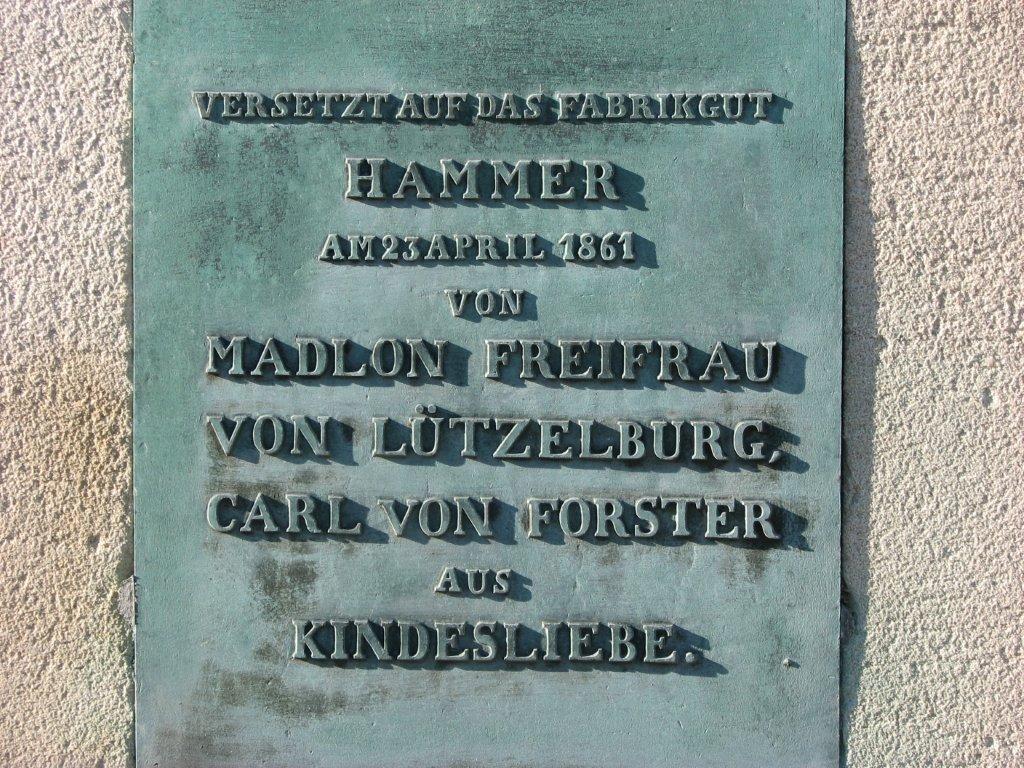 VERSETZT AUF DAS FABRIKGUT
HAMMER
AM 23 APRIL 1861
VON
MADLON FREIFRAU
VON LÜTZELBURG,
CARL VON FORSTER
AUS
KINDESLIEBE.